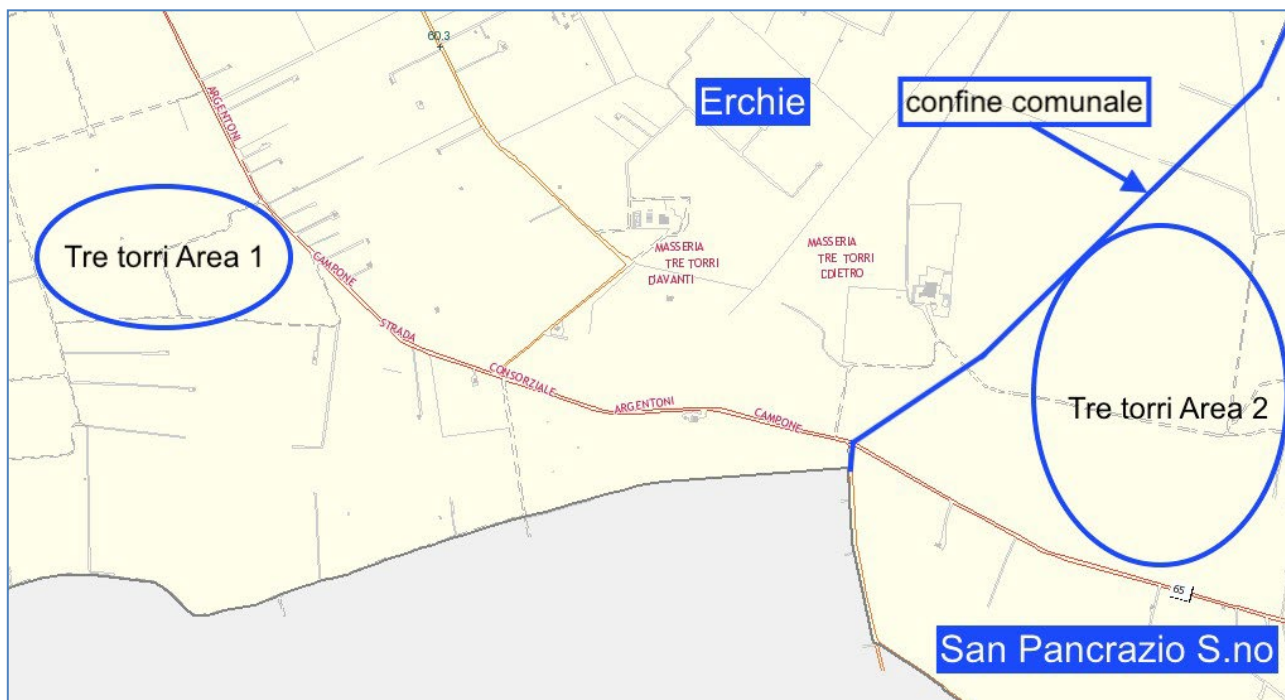 60.3
Erchie
confine comunale
ARGENTONI
Tre torri Area 1
CAMPONE
MASSERIA
TRE TORRI
DAVANTI
MASSERIA
TRE TORRI
CDIETRO
STRADA
CONSORZIALE
ARGENTONI
CAMPONE
Tre torri Area 2
65
San Pancrazio S.no